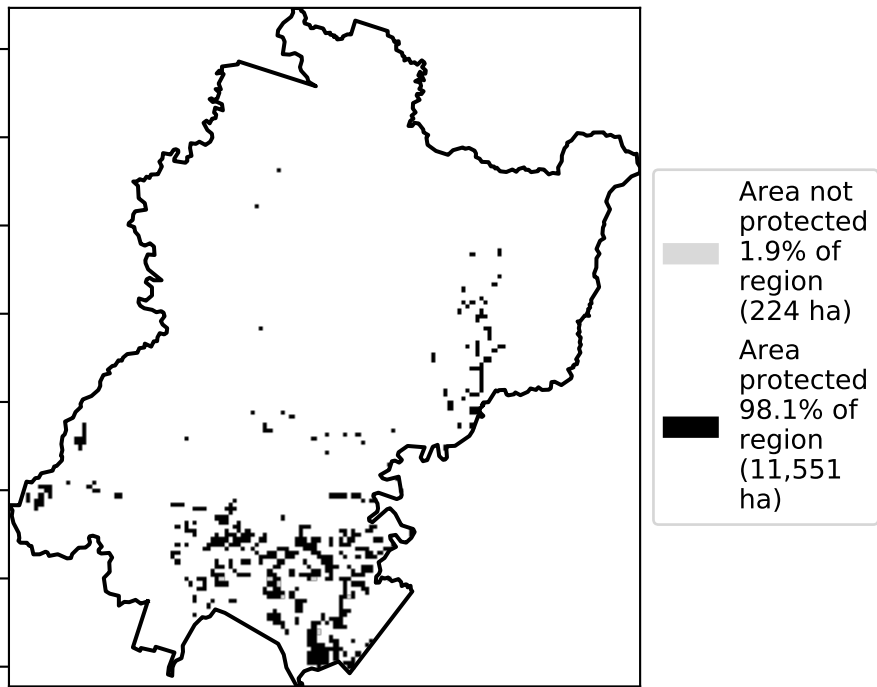 Area not
protected
1.9% of
region
(224 ha)
Area
protected
98.1% of
region
(11,551
ha)